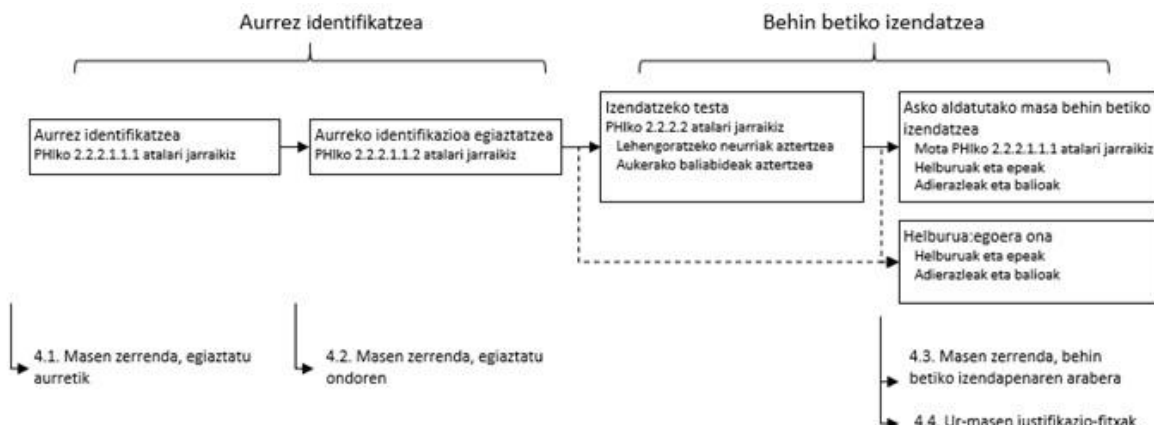 Aurrez identifikatzea
Behin betiko izendatzea
Aurrez identifikatzea
PHIko 2.2.2.1.1.1 atalari jarraikiz
Aurreko identifikazioa egiaztatzea
PHIko 2.2.2.1.1.2 atalari jarraikiz
Izendatzeko testa
PHIko 2.2.2.2 atalari jarraikiz
Lehengoratzeko neurriak aztertzea
Aukerako baliabideak aztertzea
Asko aldatutako masa behin betiko
izendatzea
Mota PHIko 2.2.2.1.1.1 atalari jarraikiz
Helburuak eta epeak
Adierazleak eta balioak
Helburua:egoera ona
Helburuak eta epeak
Adierazleak eta balioak
4.1. Masen zerrenda, egiaztatu
aurretik
4.2. Masen zerrenda, egiaztatu
ondoren
4.3. Masen zerrenda, behin
betiko izendapenaren arabera
4.4. Ur-masen justifikazio-fitxak